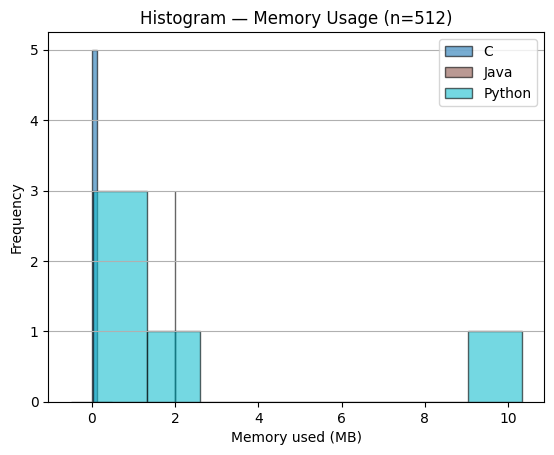 Histogram — Memory Usage (n=512)
C
Java
Python
Frequency
5
4
3
2
1
0
0 2 4 6 8 10
Memory used (MB)